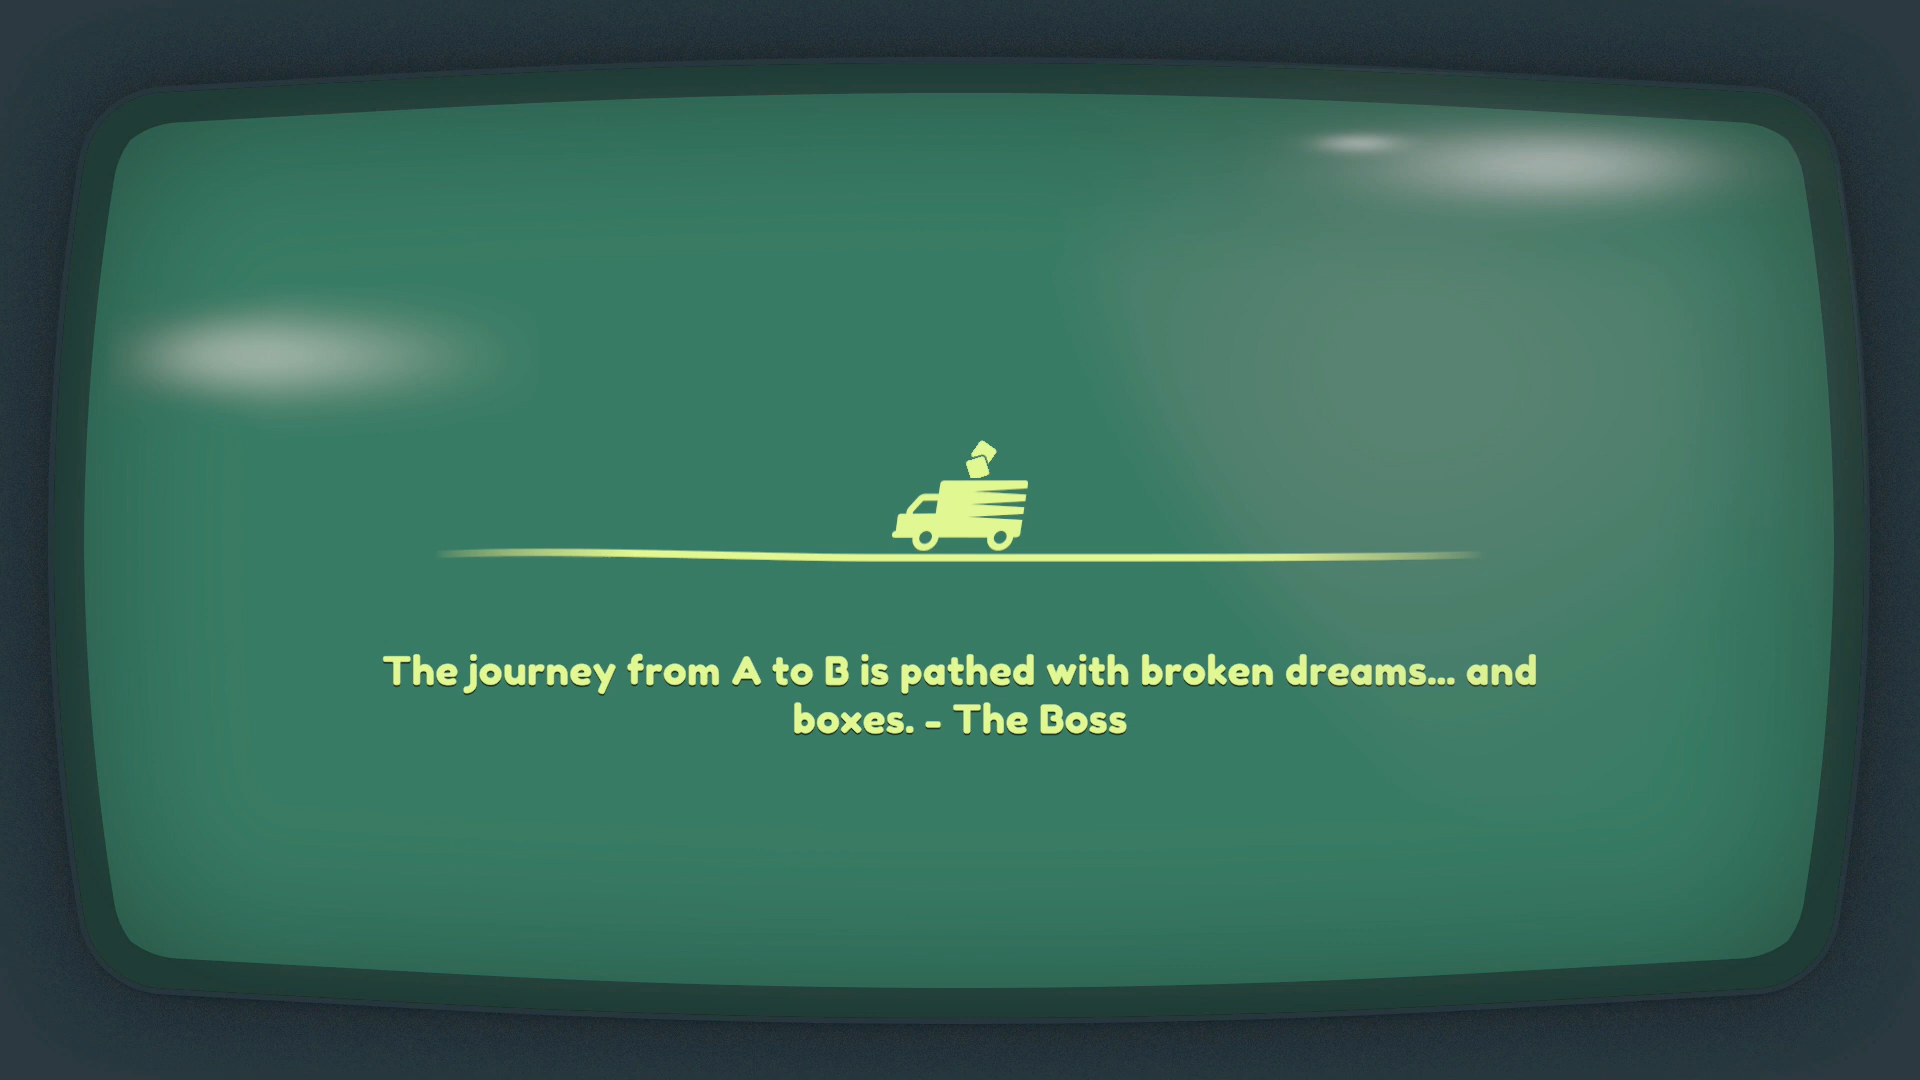 The journey from A to B is pathed with broken dreams... and
boxes. - The Boss